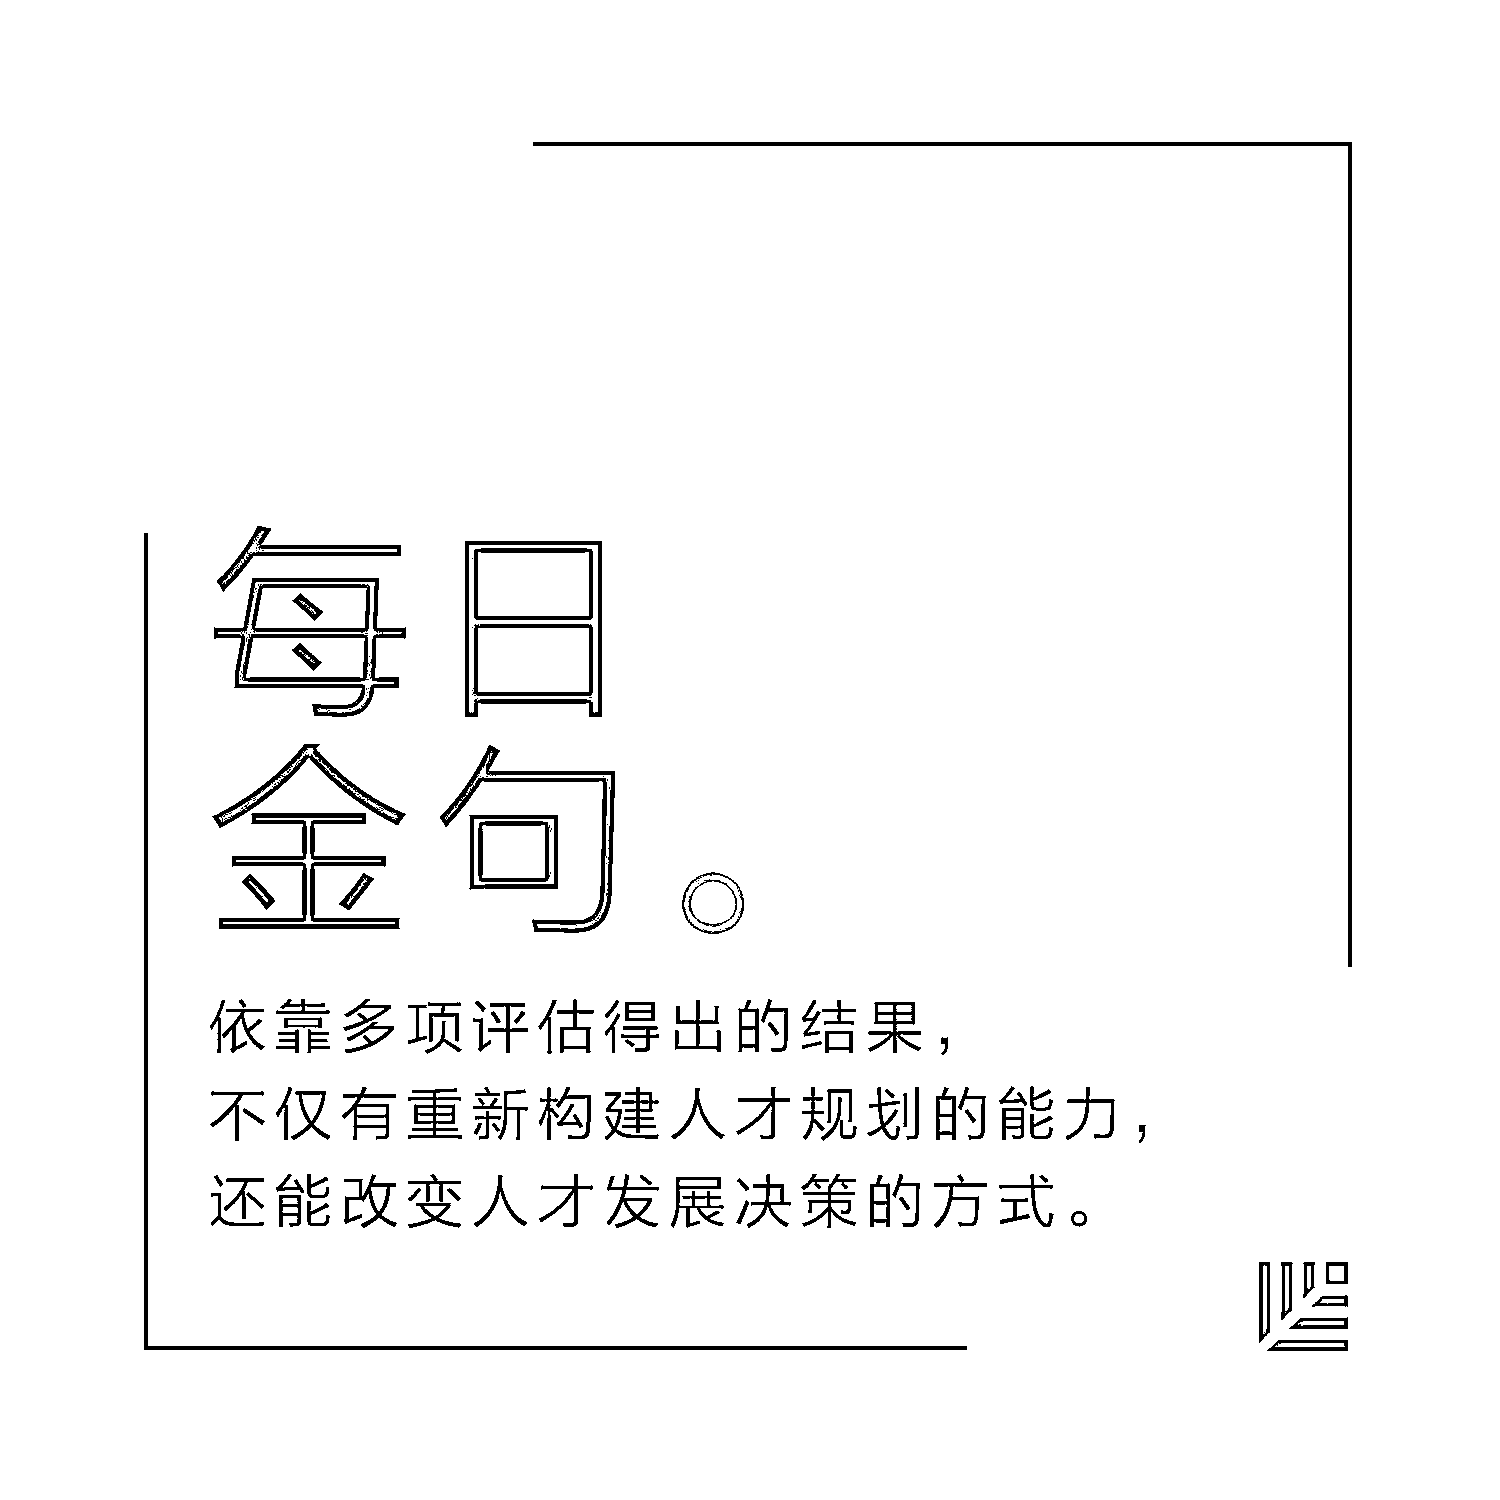 每日
金句。
依靠多项评估得出的结果，
不仅有重新构建人才规划的能力，
还能改变人才发展决策的方式。